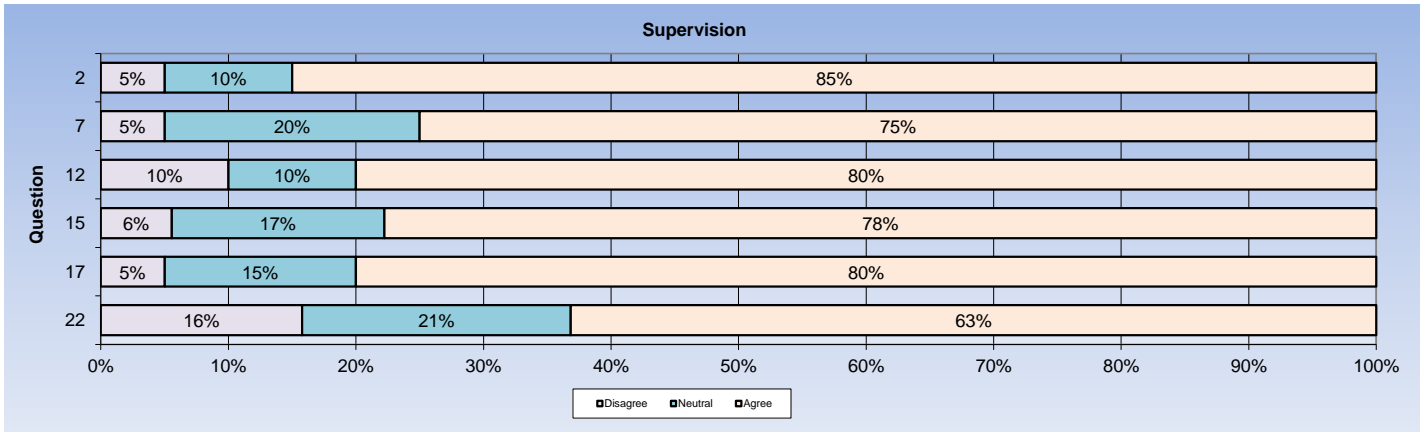 Supervision
2 5% 10% 85%
7 5% 20% 75%
12 10% 10% 80%
15 6% 17% 78%
17 5% 15% 80%
22 16% 21% 63%
Question
0% 10% 20% 30% 40% 50% 60% 70% 80% 90% 100%
Disagree Neutral Agree